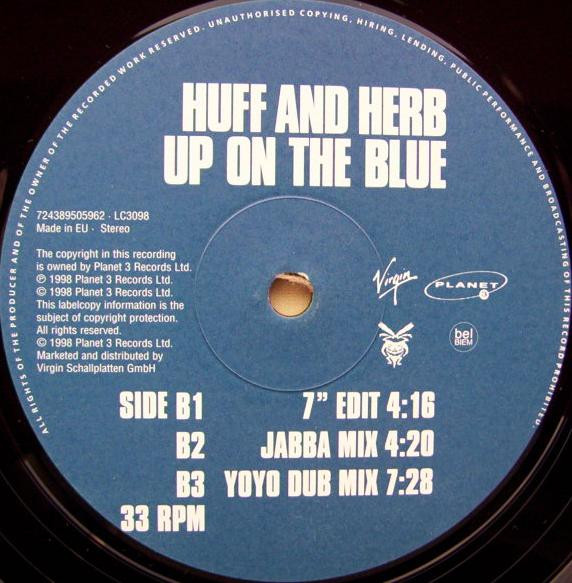 ALL RIGHTS OF THE PRODUCER AND OF THE OWNER OF THE RECORDED WORK RESERVED. UNAUTHORISED COPYING, HIRING, LENDING, PUBLIC PERFORMANCE AND BROADCASTING OF THIS RECORD PROHIBITED.
HUFF AND HERB
UP ON THE BLUE
724389505962 · LC3098
Made in EU · Stereo
The copyright in this recording
is owned by Planet 3 Records Ltd.
℗ 1998 Planet 3 Records Ltd.
© 1998 Planet 3 Records Ltd.
This labelcopy information is the
subject of copyright protection.
All rights reserved.
© 1998 Planet 3 Records Ltd.
Marketed and distributed by
Virgin Schallplatten GmbH
Virgin
PLANET
3
bel
BIEM
SIDE B1 7” EDIT 4:16
B2 JABBA MIX 4:20
B3 YOYO DUB MIX 7:28
33 RPM